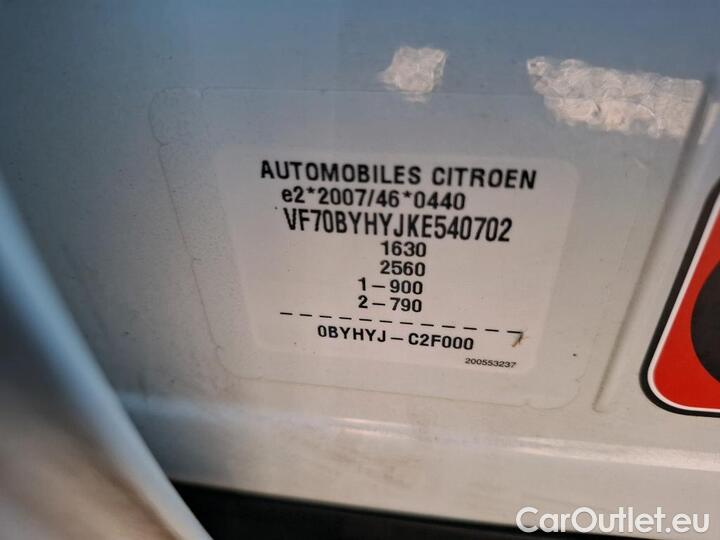 AUTOMOBILES CITROEN
e2*2007/46*0440
VF70BYHYJKE540702
1630
2560
1-900
2-790
0BYHYJ-C2F000
200553237
CarOutlet.eu